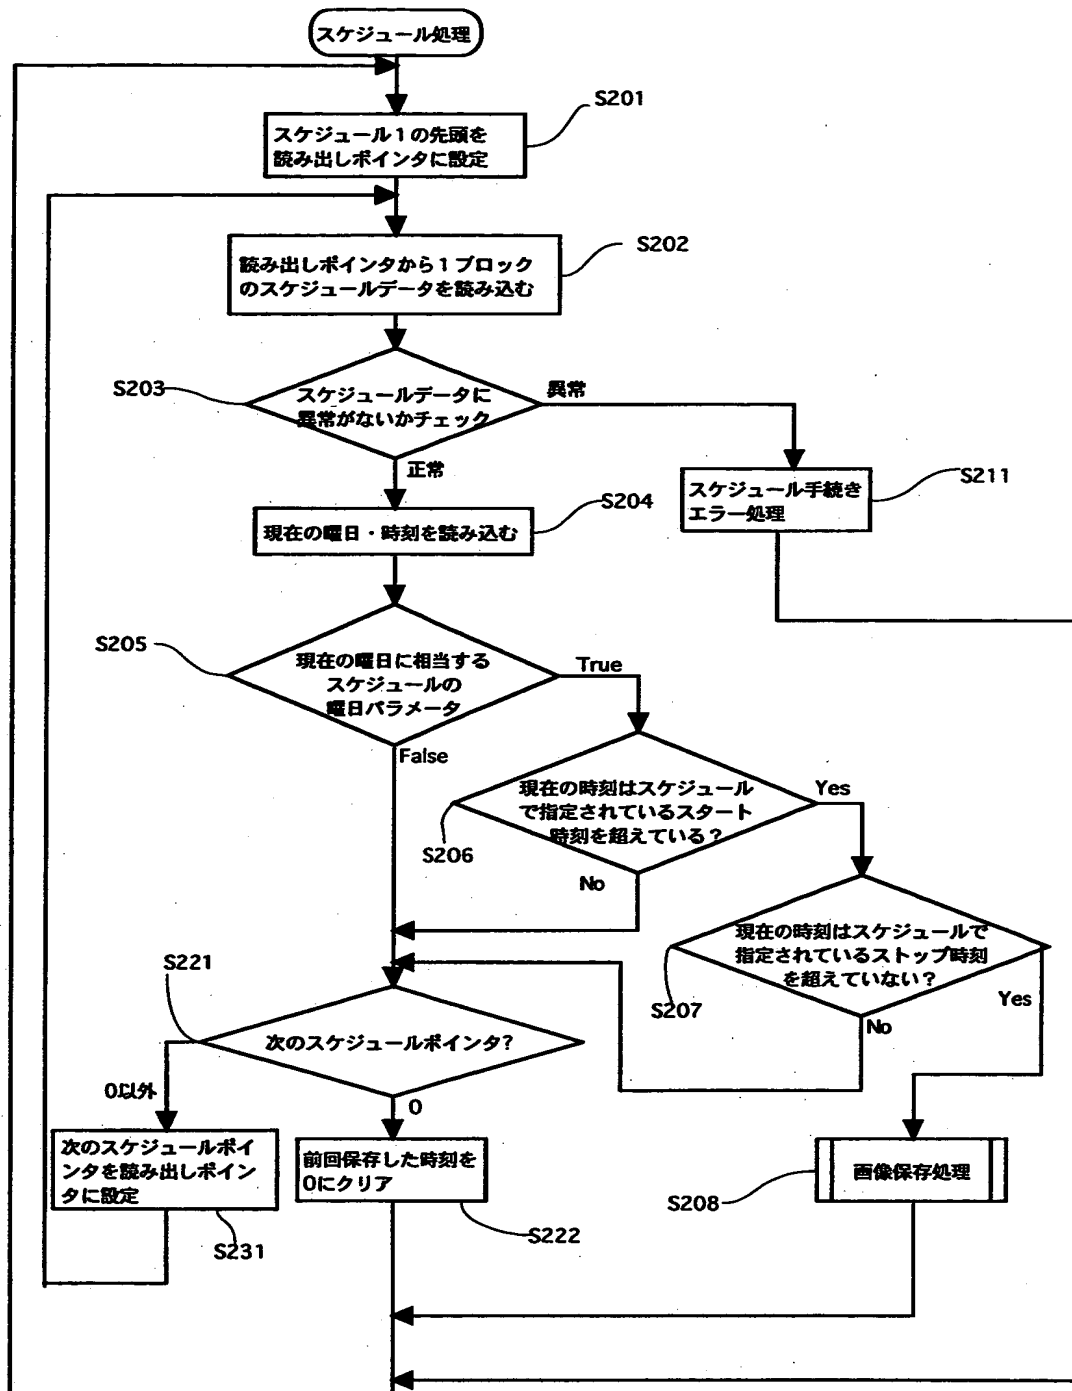 スケジュール処理
S201
スケジュール1の先頭を
読み出しポインタに設定
S202
読み出しポインタから1ブロック
のスケジュールデータを読み込む
S203
スケジュールデータに
異常がないかチェック
異常
正常
S211
スケジュール手続き
エラー処理
S204
現在の曜日・時刻を読み込む
S205
現在の曜日に相当する
スケジュールの
曜日パラメータ
True
False
現在の時刻はスケジュール
で指定されているスタート
時刻を超えている?
Yes
S206
No
現在の時刻はスケジュールで
指定されているストップ時刻
を超えていない?
S207
Yes
No
S221
次のスケジュールポインタ?
0以外
0
次のスケジュールポイ
ンタを読み出しポイン
タに設定
S231
前回保存した時刻を
0にクリア
S222
画像保存処理
S208